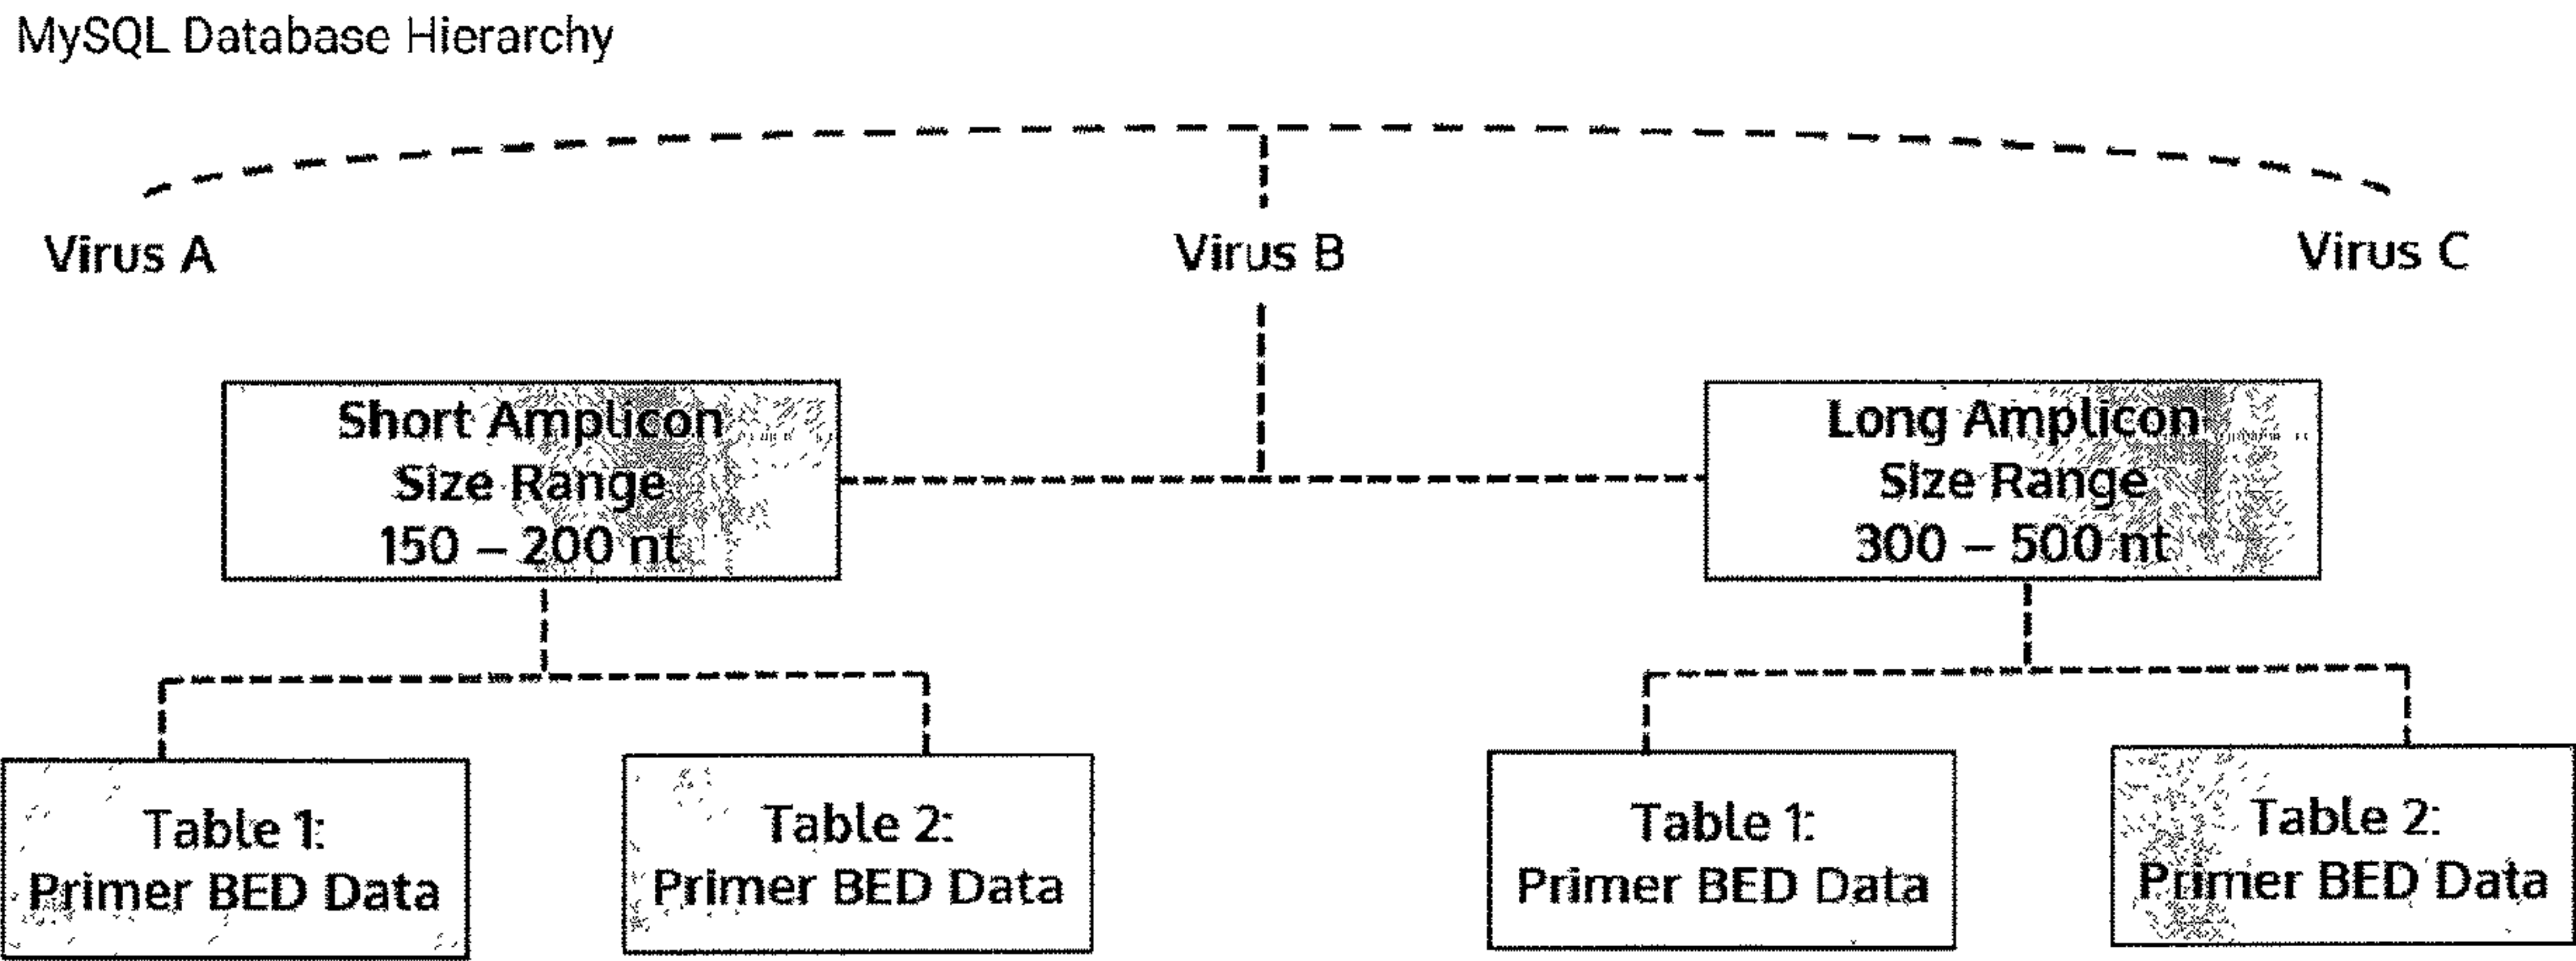 MySQL Database Hierarchy
Virus A
Virus B
Virus C
Short Amplicon
Size Range
150 – 200 nt
Long Amplicon
Size Range
300 – 500 nt
Table 1:
Primer BED Data
Table 2:
Primer BED Data
Table 1:
Primer BED Data
Table 2:
Primer BED Data